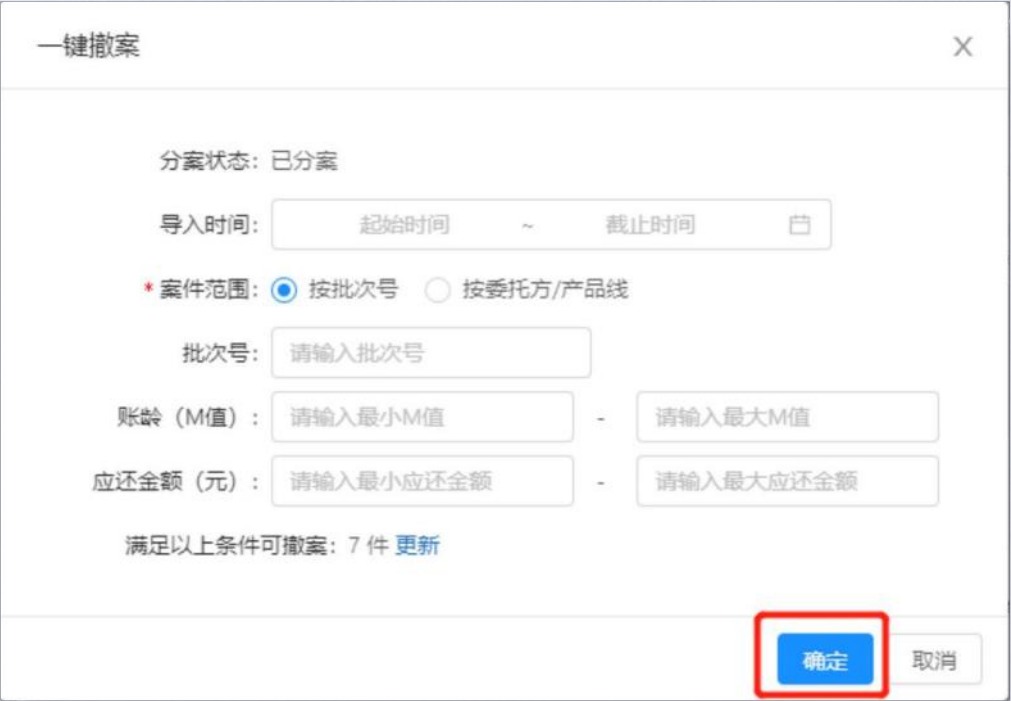 一键撤案 X
分案状态：已分案
导入时间： 起始时间 ~ 截止时间
* 案件范围： 按批次号 按委托方/产品线
批次号： 请输入批次号
账龄（M值）： 请输入最小M值 - 请输入最大M值
应还金额（元）： 请输入最小应还金额 - 请输入最大应还金额
满足以上条件可撤案：7 件 更新
确定 取消